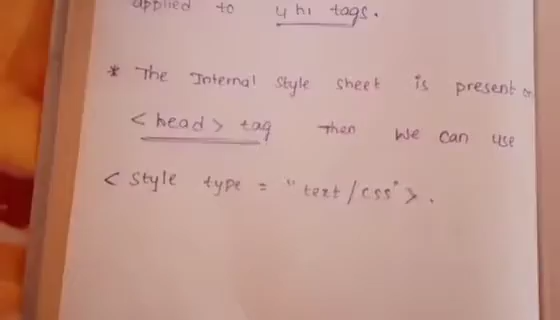 applied to 4 h1 tags.
* The Internal style sheet is present on
<head> tag Then we can use
<style type = "text/css">.